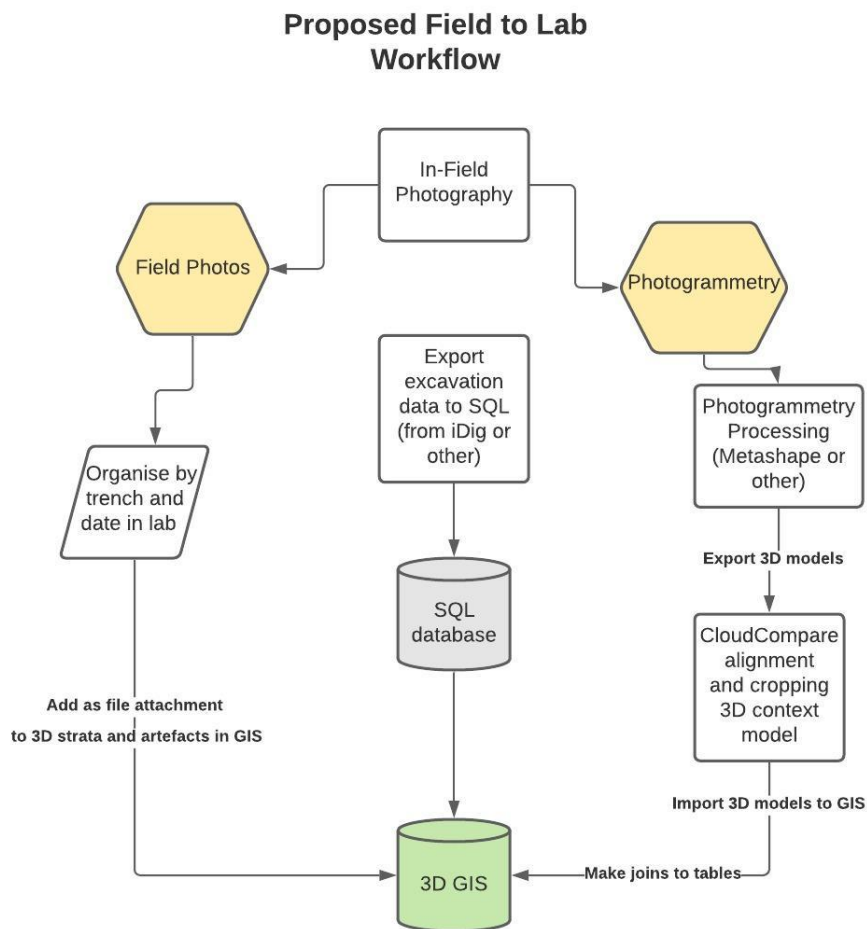 Proposed Field to Lab
Workflow
In-Field
Photography
Field Photos
Photogrammetry
Export
excavation
data to SQL
(from iDig or
other)
Photogrammetry
Processing
(Metashape or
other)
Organise by
trench and
date in lab
Export 3D models
SQL
database
CloudCompare
alignment
and cropping
3D context
model
Add as file attachment
to 3D strata and artefacts in GIS
Import 3D models to GIS
Make joins to tables
3D GIS